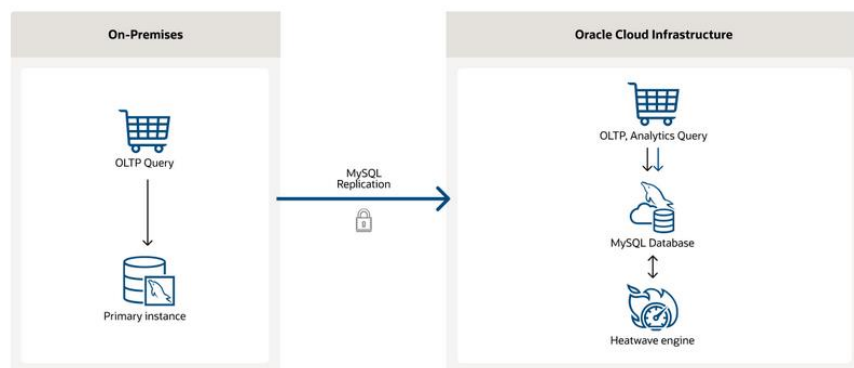 On-Premises
OLTP Query
Primary instance
MySQL
Replication
Oracle Cloud Infrastructure
OLTP, Analytics Query
MySQL Database
Heatwave engine